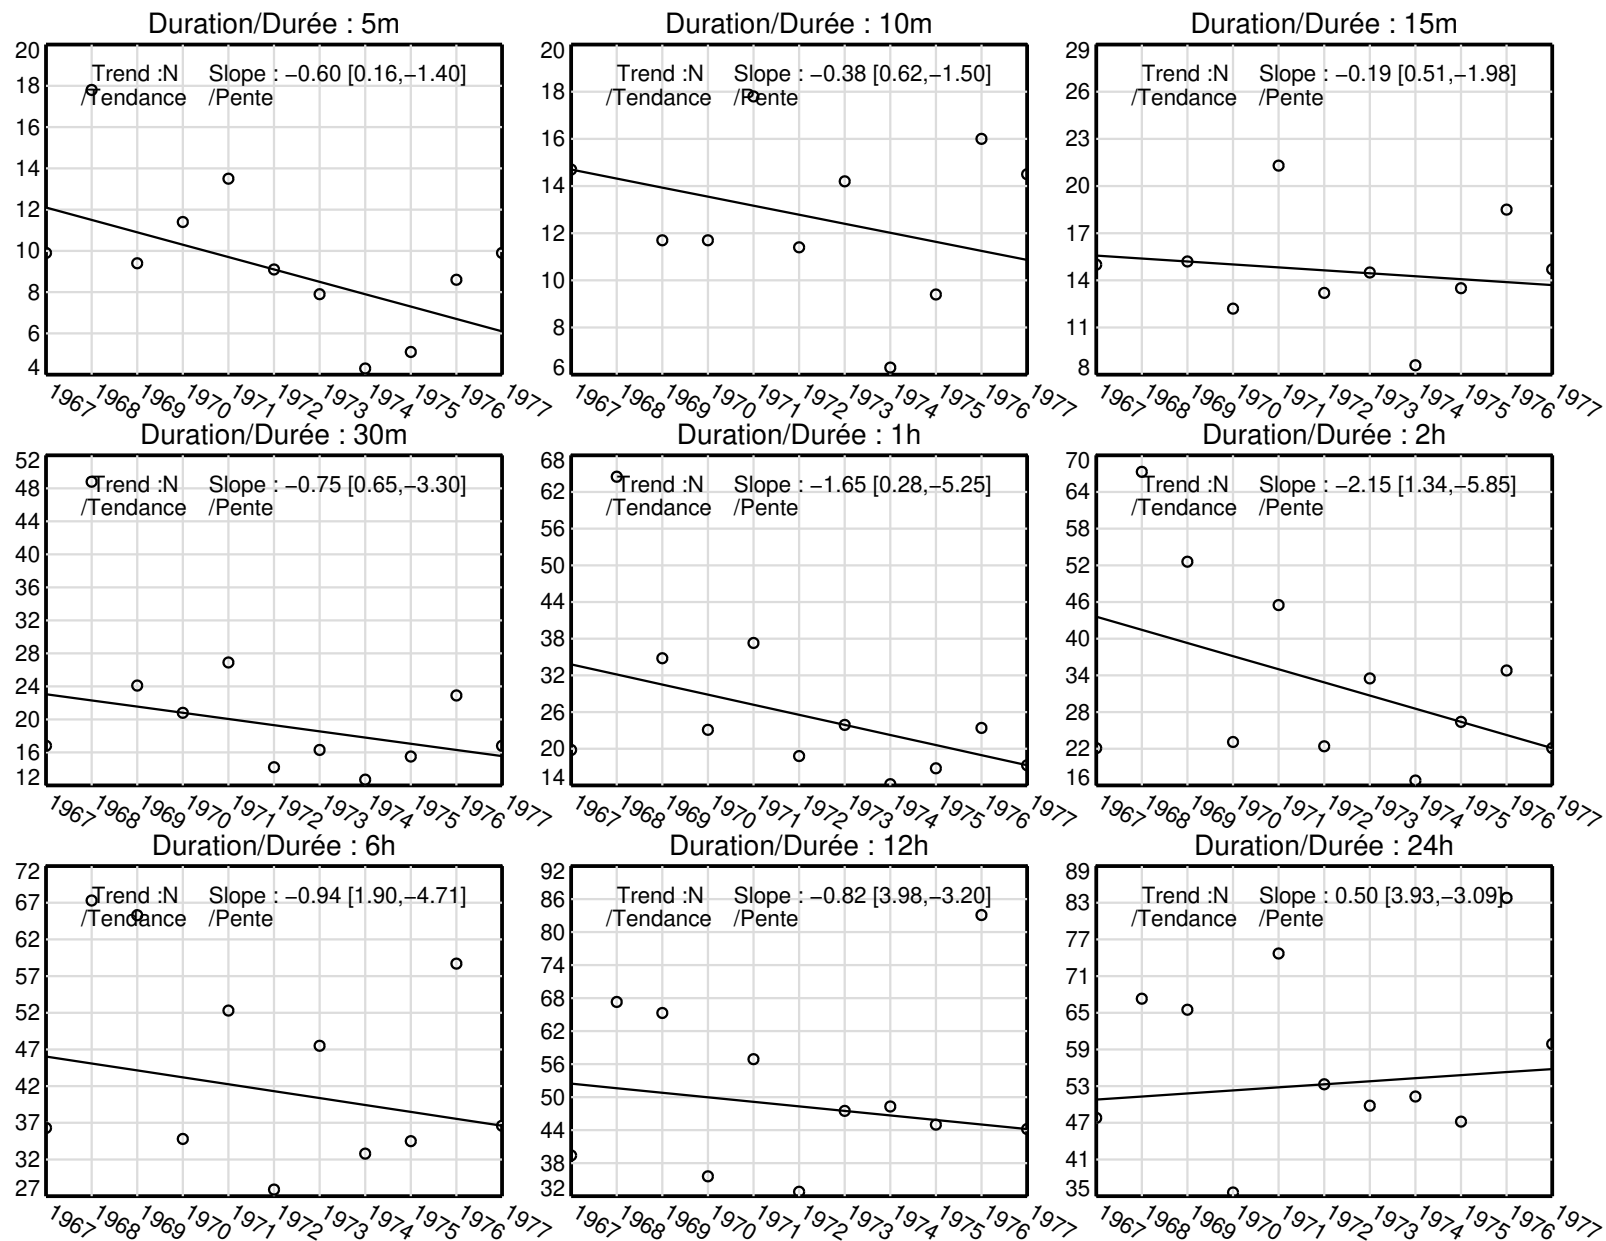 Duration/Durée : 5m
Trend :N Slope : −0.60 [0.16,−1.40]
/Tendance /Pente
20
18
16
14
12
10
8
6
4
1967 1968 1969 1970 1971 1972 1973 1974 1975 1976 1977
Duration/Durée : 10m
Trend :N Slope : −0.38 [0.62,−1.50]
/Tendance /Pente
20
18
16
14
12
10
8
6
1967 1968 1969 1970 1971 1972 1973 1974 1975 1976 1977
Duration/Durée : 15m
Trend :N Slope : −0.19 [0.51,−1.98]
/Tendance /Pente
29
26
23
20
17
14
11
8
1967 1968 1969 1970 1971 1972 1973 1974 1975 1976 1977
Duration/Durée : 30m
Trend :N Slope : −0.75 [0.65,−3.30]
/Tendance /Pente
52
48
44
40
36
32
28
24
20
16
12
1967 1968 1969 1970 1971 1972 1973 1974 1975 1976 1977
Duration/Durée : 1h
Trend :N Slope : −1.65 [0.28,−5.25]
/Tendance /Pente
68
62
56
50
44
38
32
26
20
14
1967 1968 1969 1970 1971 1972 1973 1974 1975 1976 1977
Duration/Durée : 2h
Trend :N Slope : −2.15 [1.34,−5.85]
/Tendance /Pente
70
64
58
52
46
40
34
28
22
16
1967 1968 1969 1970 1971 1972 1973 1974 1975 1976 1977
Duration/Durée : 6h
Trend :N Slope : −0.94 [1.90,−4.71]
/Tendance /Pente
72
67
62
57
52
47
42
37
32
27
1967 1968 1969 1970 1971 1972 1973 1974 1975 1976 1977
Duration/Durée : 12h
Trend :N Slope : −0.82 [3.98,−3.20]
/Tendance /Pente
92
86
80
74
68
62
56
50
44
38
32
1967 1968 1969 1970 1971 1972 1973 1974 1975 1976 1977
Duration/Durée : 24h
Trend :N Slope : 0.50 [3.93,−3.09]
/Tendance /Pente
89
83
77
71
65
59
53
47
41
35
1967 1968 1969 1970 1971 1972 1973 1974 1975 1976 1977